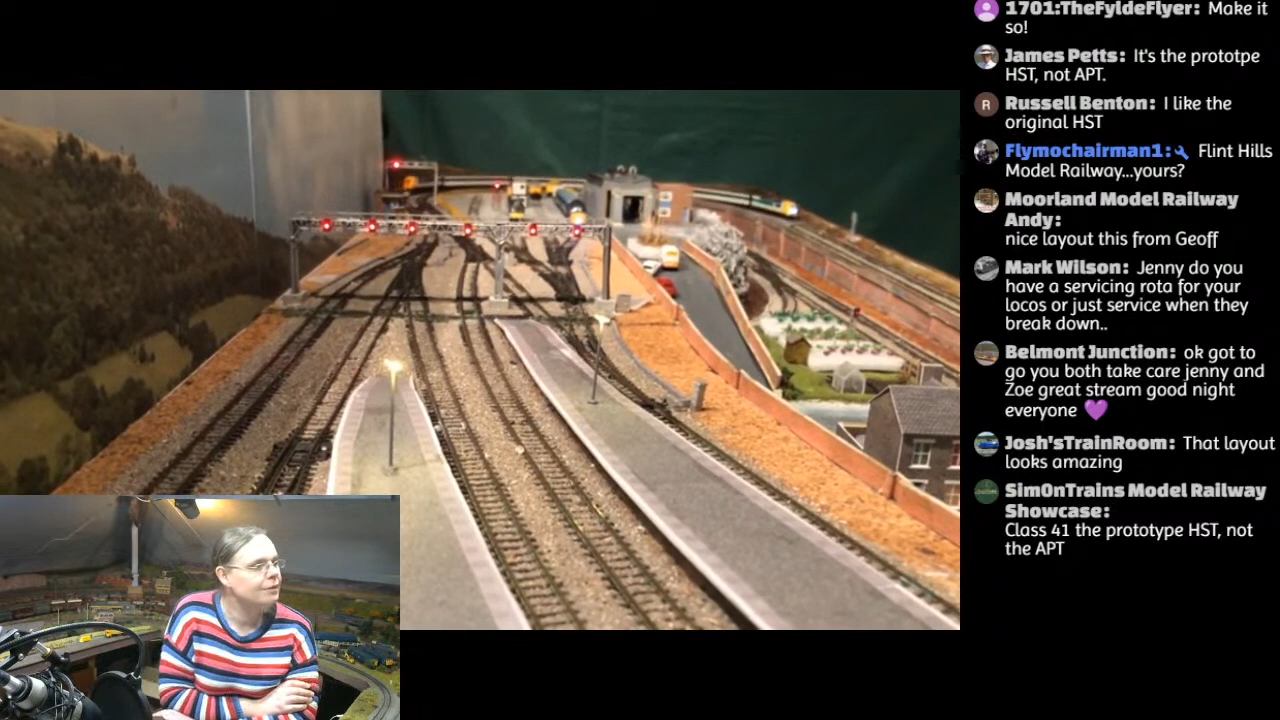 1701:TheFyldeFlyer: Make it
so!
James Petts: It's the prototpe
HST, not APT.
R
Russell Benton: I like the
original HST
Flymochairman1: Flint Hills
Model Railway...yours?
Moorland Model Railway
Andy:
nice layout this from Geoff
Mark Wilson: Jenny do you
have a servicing rota for your
locos or just service when they
break down..
Belmont Junction: ok got to
go you both take care jenny and
Zoe great stream good night
everyone
Josh'sTrainRoom: That layout
looks amazing
Sim0nTrains Model Railway
Showcase:
Class 41 the prototype HST, not
the APT